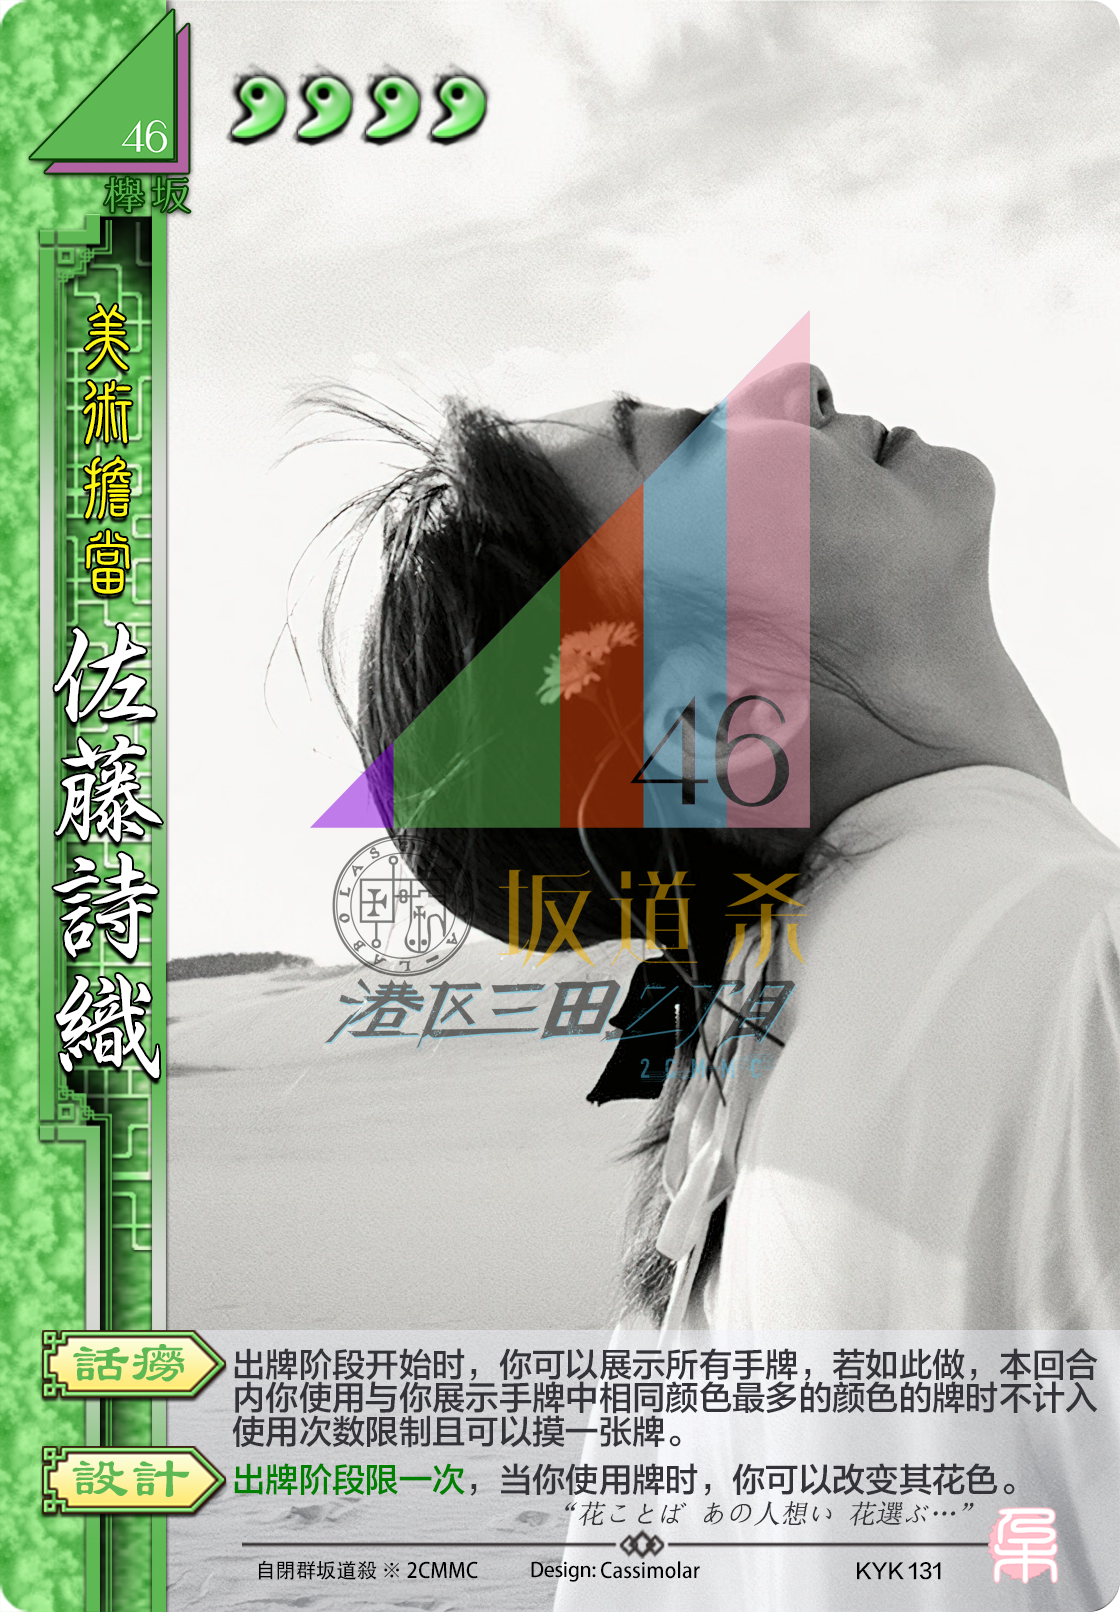 46
欅坂
美術擔當
佐藤詩織
46
坂道杀
港区三田二丁目
2CMMC
話癆
出牌阶段开始时，你可以展示所有手牌，若如此做，本回合
内你使用与你展示手牌中相同颜色最多的颜色的牌时不计入
使用次数限制且可以摸一张牌。
設計
出牌阶段限一次，当你使用牌时，你可以改变其花色。
“花ことば あの人想い 花選ぶ…”
自閉群坂道殺 ※ 2CMMC
Design: Cassimolar
KYK 131